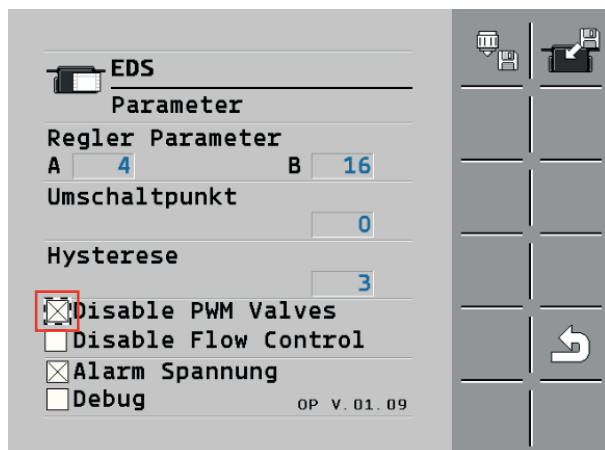 EDS
Parameter
Regler Parameter
A 4 B 16
Umschaltpunkt
0
Hysterese
3
Disable PWM Valves
Disable Flow Control
Alarm Spannung
Debug OP V.01.09